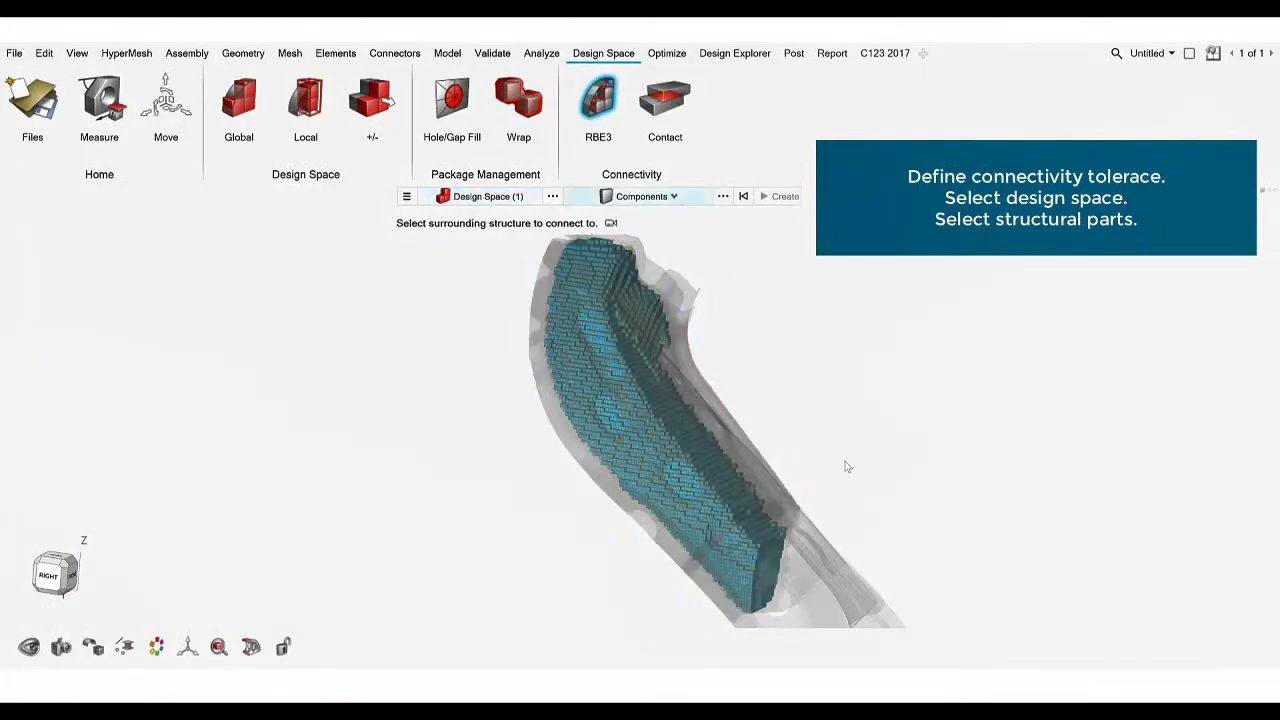 File Edit View HyperMesh Assembly Geometry Mesh Elements Connectors Model Validate Analyze Design Space Optimize Design Explorer Post Report C123 2017 Untitled 1 of 1
Files Measure Move Global Local +/- Hole/Gap Fill Wrap RBE3 Contact
Home Design Space Package Management Connectivity
Design Space (1) Components Create
Select surrounding structure to connect to.
Define connectivity tolerace.
Select design space.
Select structural parts.
Z
RIGHT